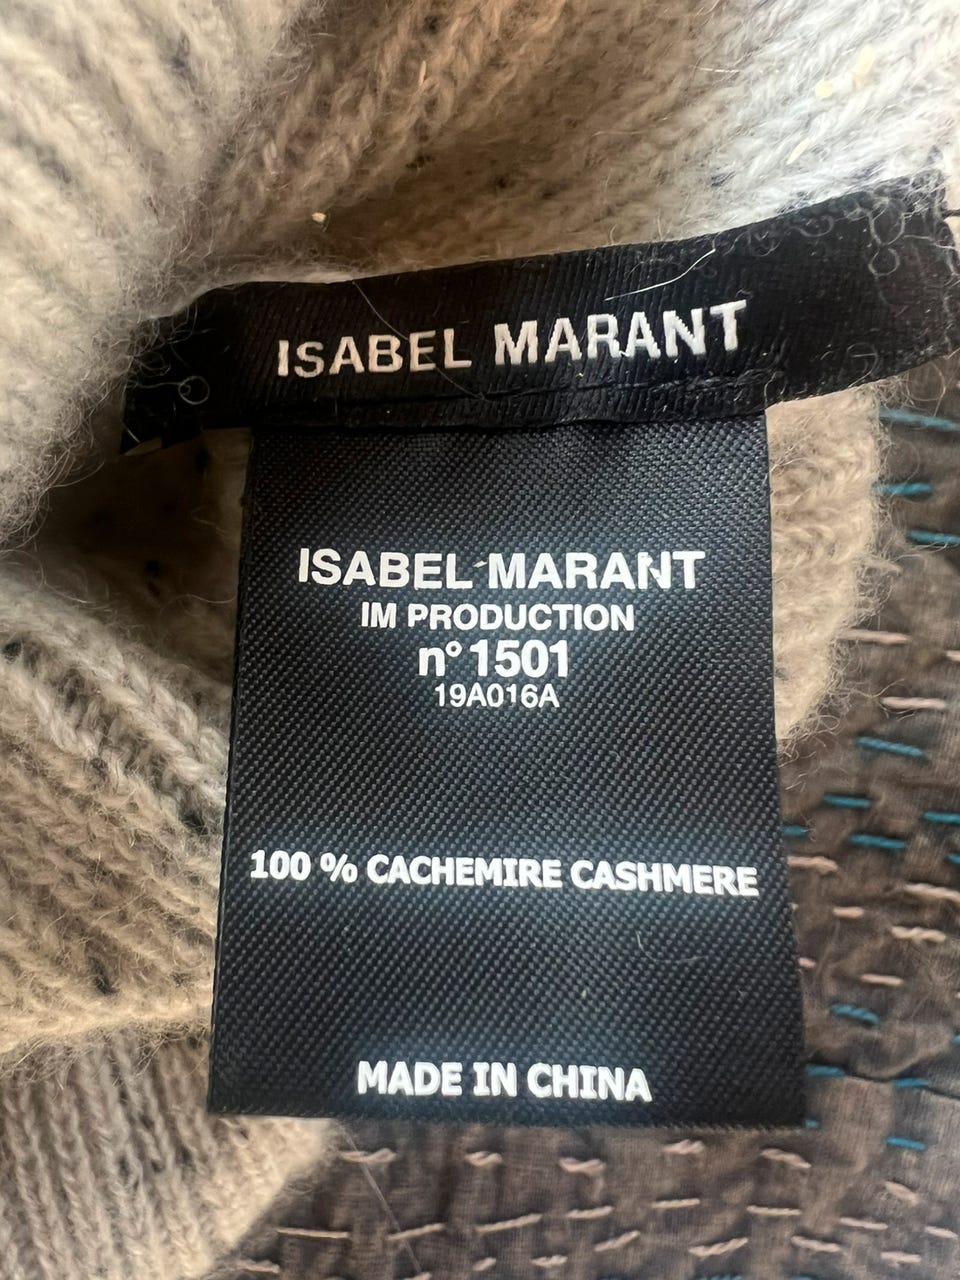 ISABEL MARANT
ISABEL MARANT
IM PRODUCTION
n° 1501
19A016A
100 % CACHEMIRE CASHMERE
MADE IN CHINA